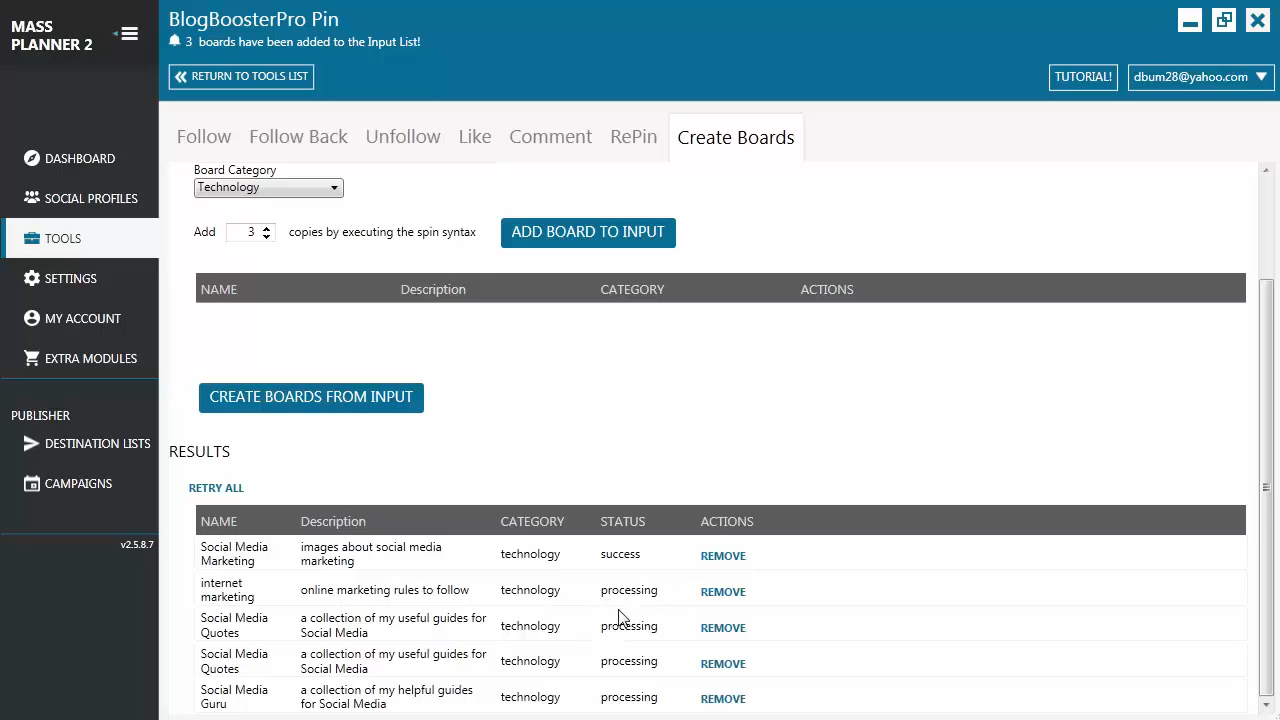 MASS
PLANNER 2
BlogBoosterPro Pin
3 boards have been added to the Input List!
RETURN TO TOOLS LIST
TUTORIAL!
dbum28@yahoo.com
DASHBOARD
SOCIAL PROFILES
TOOLS
SETTINGS
MY ACCOUNT
EXTRA MODULES
PUBLISHER
DESTINATION LISTS
CAMPAIGNS
v2.5.8.7
Follow Follow Back Unfollow Like Comment RePin Create Boards
Board Category
Technology
Add 3 copies by executing the spin syntax ADD BOARD TO INPUT
NAME Description CATEGORY ACTIONS
CREATE BOARDS FROM INPUT
RESULTS
RETRY ALL
NAME Description CATEGORY STATUS ACTIONS
Social Media Marketing images about social media marketing technology success REMOVE
internet marketing online marketing rules to follow technology processing REMOVE
Social Media Quotes a collection of my useful guides for Social Media technology processing REMOVE
Social Media Quotes a collection of my useful guides for Social Media technology processing REMOVE
Social Media Guru a collection of my helpful guides for Social Media technology processing REMOVE